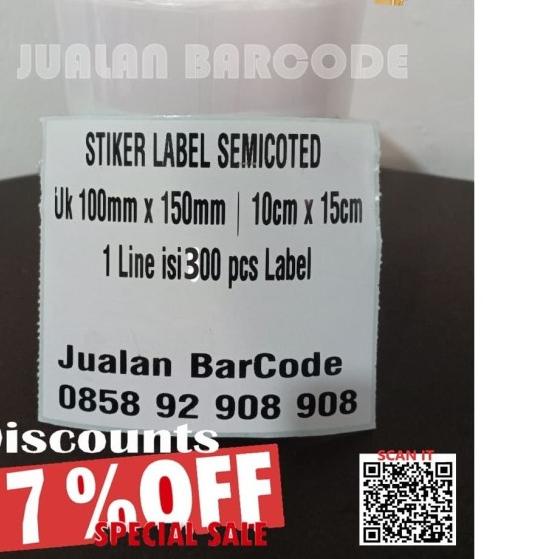 JUALAN BARCODE
STIKER LABEL SEMICOTED
Uk 100mm x 150mm | 10cm x 15cm
1 Line isi 300 pcs Label
Jualan BarCode
0858 92 908 908
Discounts
7 % OFF
SPECIAL SALE
SCAN IT